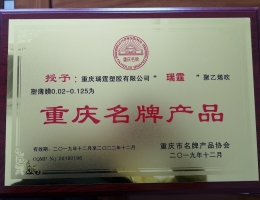 授予：重庆瑞霆塑胶有限公司“ 瑞霆 ”聚乙烯吹
塑薄膜0.02-0.125为
重庆名牌产品
有效期：二〇一九年十二月至二〇二二年十二月
重庆市名牌产品协会
二〇一九年十二月